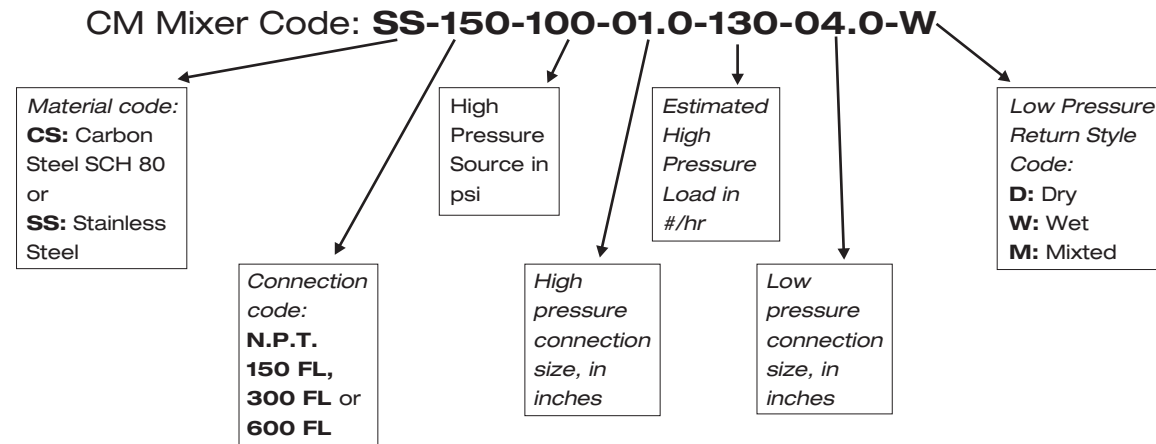 CM Mixer Code: SS-150-100-01.0-130-04.0-W
Material code:
CS: Carbon
Steel SCH 80
or
SS: Stainless
Steel
High
Pressure
Source in
psi
Estimated
High
Pressure
Load in
#/hr
Low Pressure
Return Style
Code:
D: Dry
W: Wet
M: Mixted
Connection
code:
N.P.T.
150 FL,
300 FL or
600 FL
High
pressure
connection
size, in
inches
Low
pressure
connection
size, in
inches